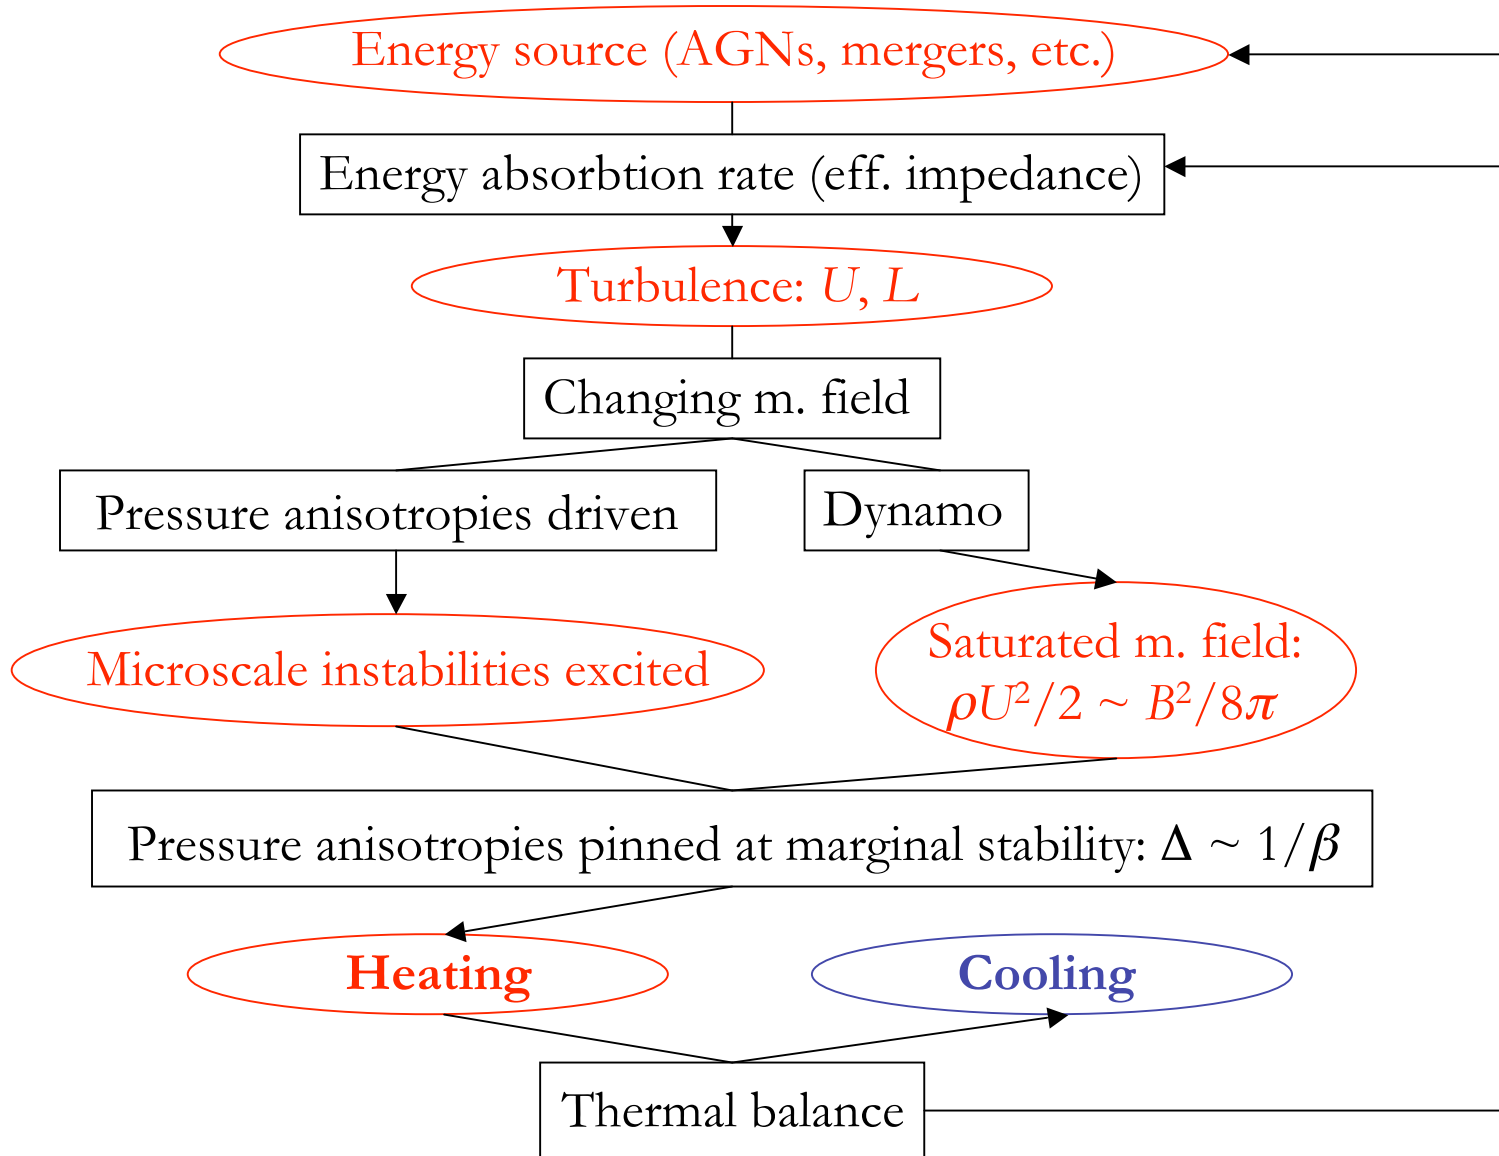 Energy source (AGNs, mergers, etc.)
Energy absorbtion rate (eff. impedance)
Turbulence: U, L
Changing m. field
Pressure anisotropies driven
Dynamo
Microscale instabilities excited
Saturated m. field:
ρU²/2 ~ B²/8π
Pressure anisotropies pinned at marginal stability: Δ ~ 1/β
Heating
Cooling
Thermal balance